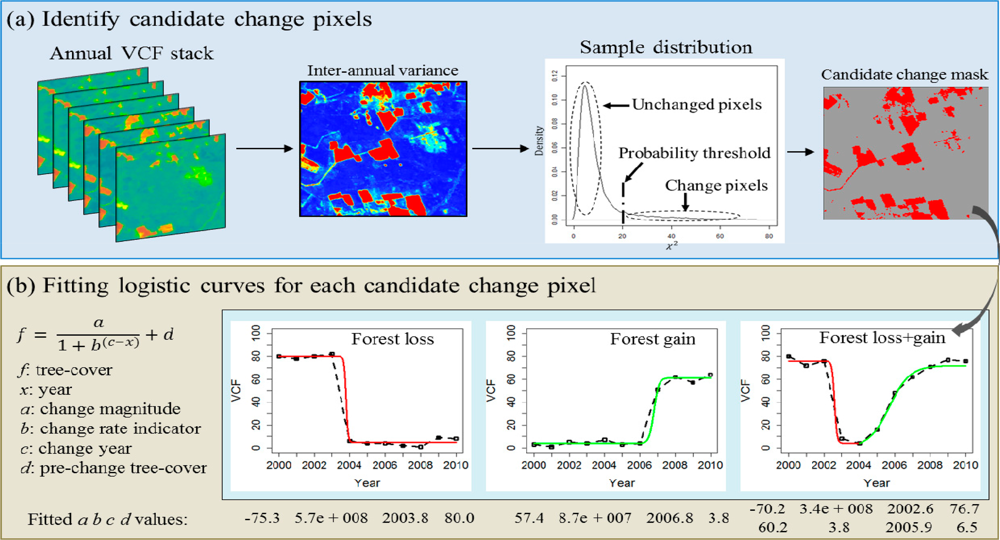 (a) Identify candidate change pixels
Annual VCF stack
Inter-annual variance
Sample distribution
Candidate change mask
Density
0.12
0.10
0.08
0.06
0.04
0.02
0.00
Unchanged pixels
Probability threshold
Change pixels
0 20 40 60 80
χ²
(b) Fitting logistic curves for each candidate change pixel
f = a / (1 + b^(c−x)) + d
f: tree-cover
x: year
a: change magnitude
b: change rate indicator
c: change year
d: pre-change tree-cover
Forest loss
VCF
100
80
60
40
20
0
2000 2002 2004 2006 2008 2010
Year
Forest gain
VCF
100
80
60
40
20
0
2000 2002 2004 2006 2008 2010
Year
Forest loss+gain
VCF
100
80
60
40
20
0
2000 2002 2004 2006 2008 2010
Year
Fitted a b c d values:
-75.3 5.7e + 008 2003.8 80.0
57.4 8.7e + 007 2006.8 3.8
-70.2 3.4e + 008 2002.6 76.7
60.2 3.8 2005.9 6.5